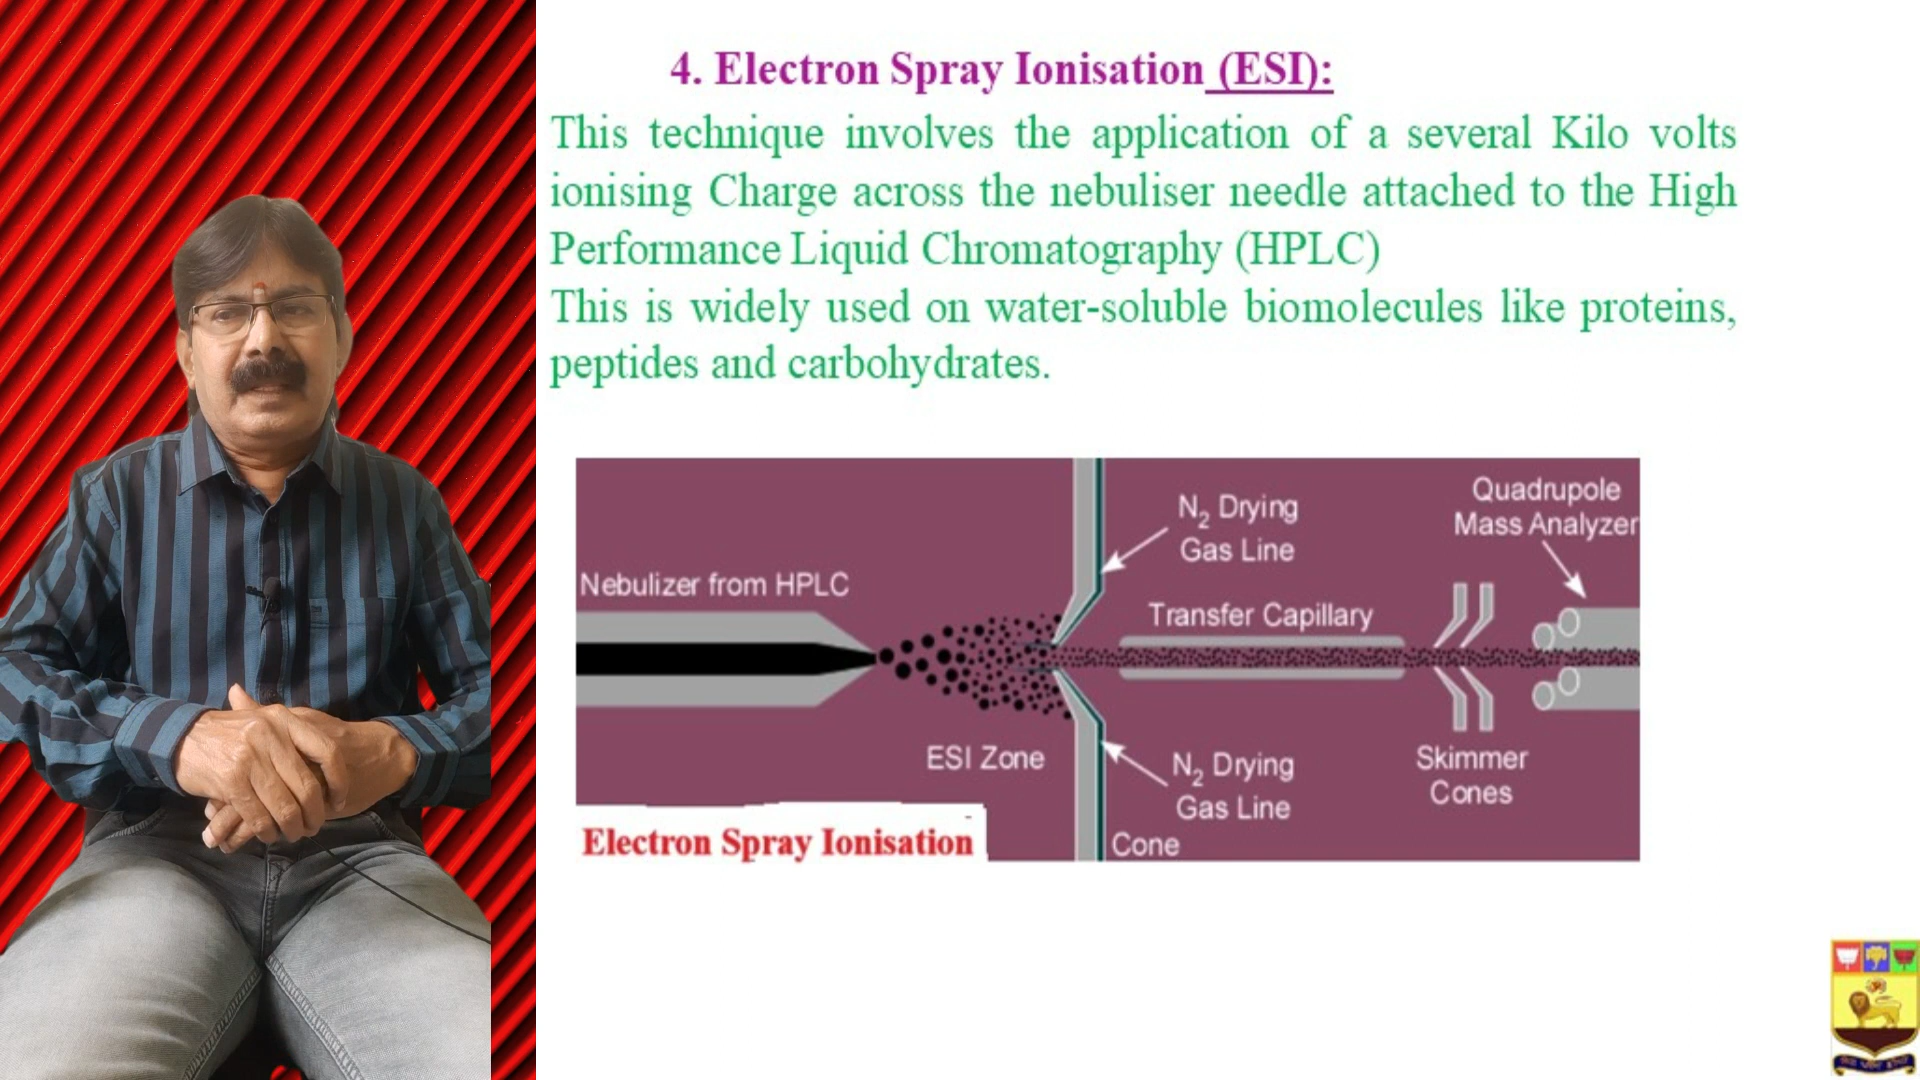 4. Electron Spray Ionisation (ESI):
This technique involves the application of a several Kilo volts
ionising Charge across the nebuliser needle attached to the High
Performance Liquid Chromatography (HPLC)
This is widely used on water-soluble biomolecules like proteins,
peptides and carbohydrates.
Quadrupole
Mass Analyzer
N2 Drying
Gas Line
Nebulizer from HPLC
Transfer Capillary
ESI Zone
N2 Drying
Gas Line
Skimmer
Cones
Cone
Electron Spray Ionisation